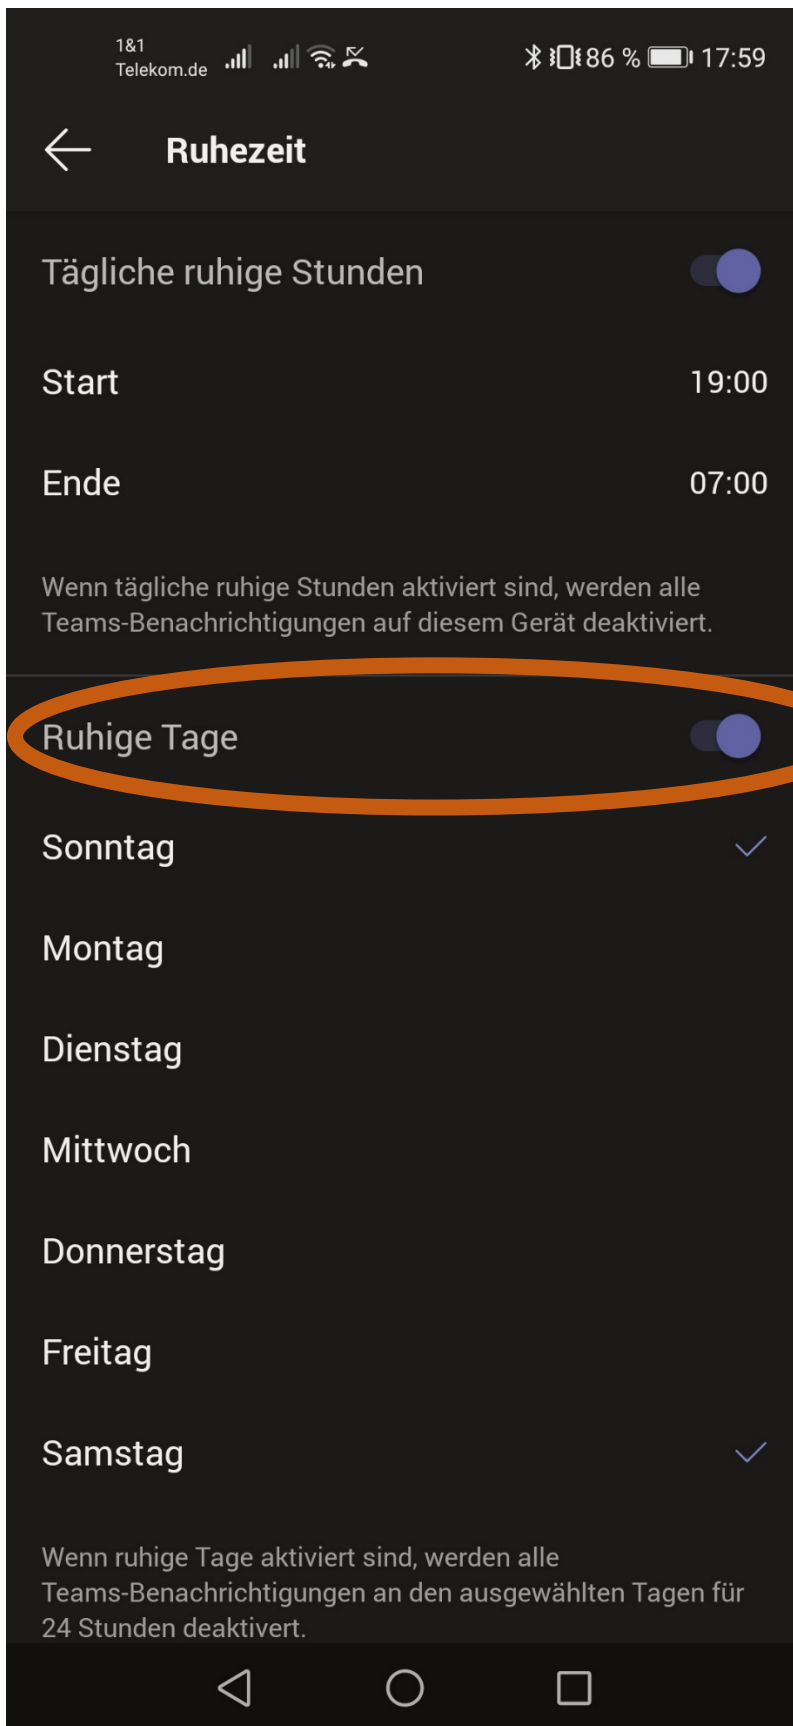 1&1
Telekom.de
86 %
17:59
Ruhezeit
Tägliche ruhige Stunden
Start 19:00
Ende 07:00
Wenn tägliche ruhige Stunden aktiviert sind, werden alle
Teams-Benachrichtigungen auf diesem Gerät deaktiviert.
Ruhige Tage
Sonntag
Montag
Dienstag
Mittwoch
Donnerstag
Freitag
Samstag
Wenn ruhige Tage aktiviert sind, werden alle
Teams-Benachrichtigungen an den ausgewählten Tagen für
24 Stunden deaktivert.